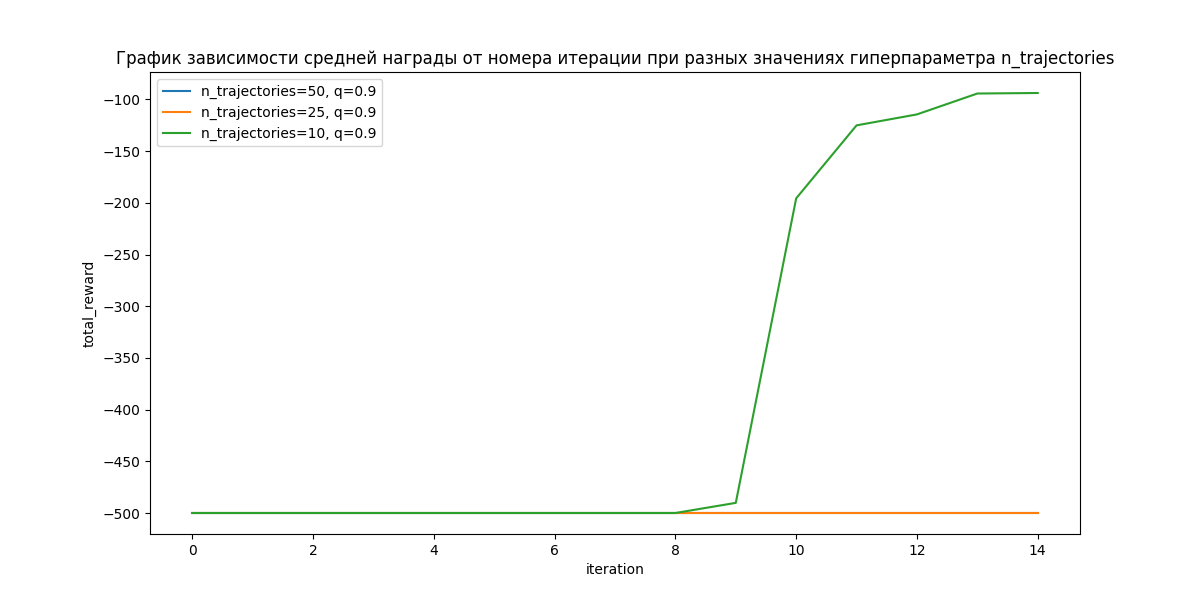 График зависимости средней награды от номера итерации при разных значениях гиперпараметра n_trajectories
n_trajectories=50, q=0.9
n_trajectories=25, q=0.9
n_trajectories=10, q=0.9
−100
−150
−200
−250
−300
−350
−400
−450
−500
total_reward
0 2 4 6 8 10 12 14
iteration